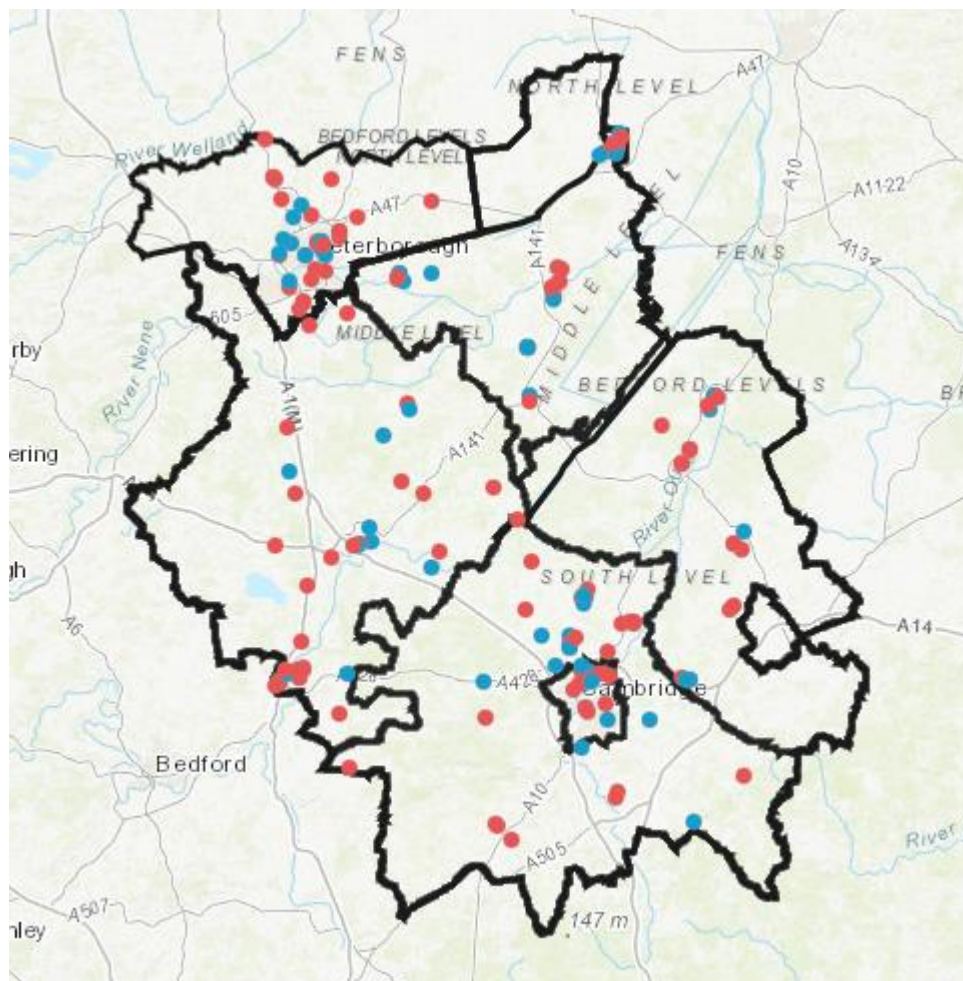 FENS
A47
NORTH LEVEL
River Welland
BEDFORD LEVELS
NORTH LEVEL
A10
A1122
A47
A141
FENS
A134
terborough
605
MIDDLE LEVEL
MIDDLE LEVEL
River Nene
rby
BEDFORD LEVELS
A1(M)
A141
ering
River Ou
gh
SOUTH LEVEL
A6
A14
A428
Cambridge
Bedford
A10
A505
River
A507
147 m
nley